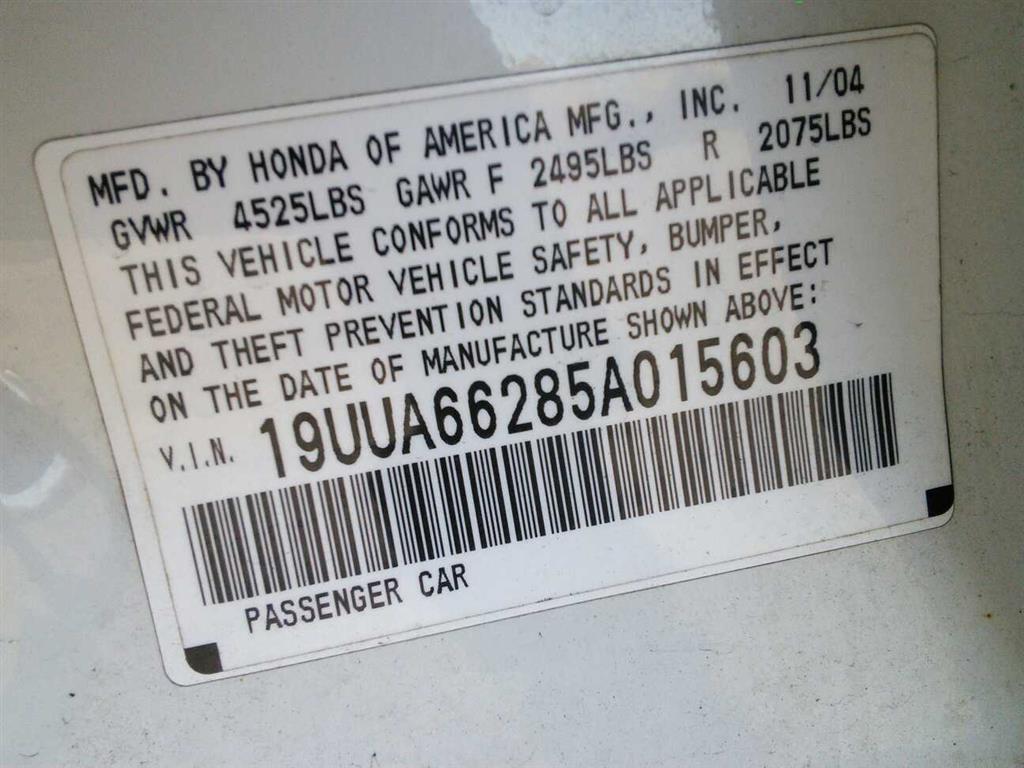 MFD. BY HONDA OF AMERICA MFG., INC. 11/04
GVWR 4525LBS GAWR F 2495LBS R 2075LBS
THIS VEHICLE CONFORMS TO ALL APPLICABLE
FEDERAL MOTOR VEHICLE SAFETY, BUMPER,
AND THEFT PREVENTION STANDARDS IN EFFECT
ON THE DATE OF MANUFACTURE SHOWN ABOVE:
V.I.N. 19UUA66285A015603
PASSENGER CAR